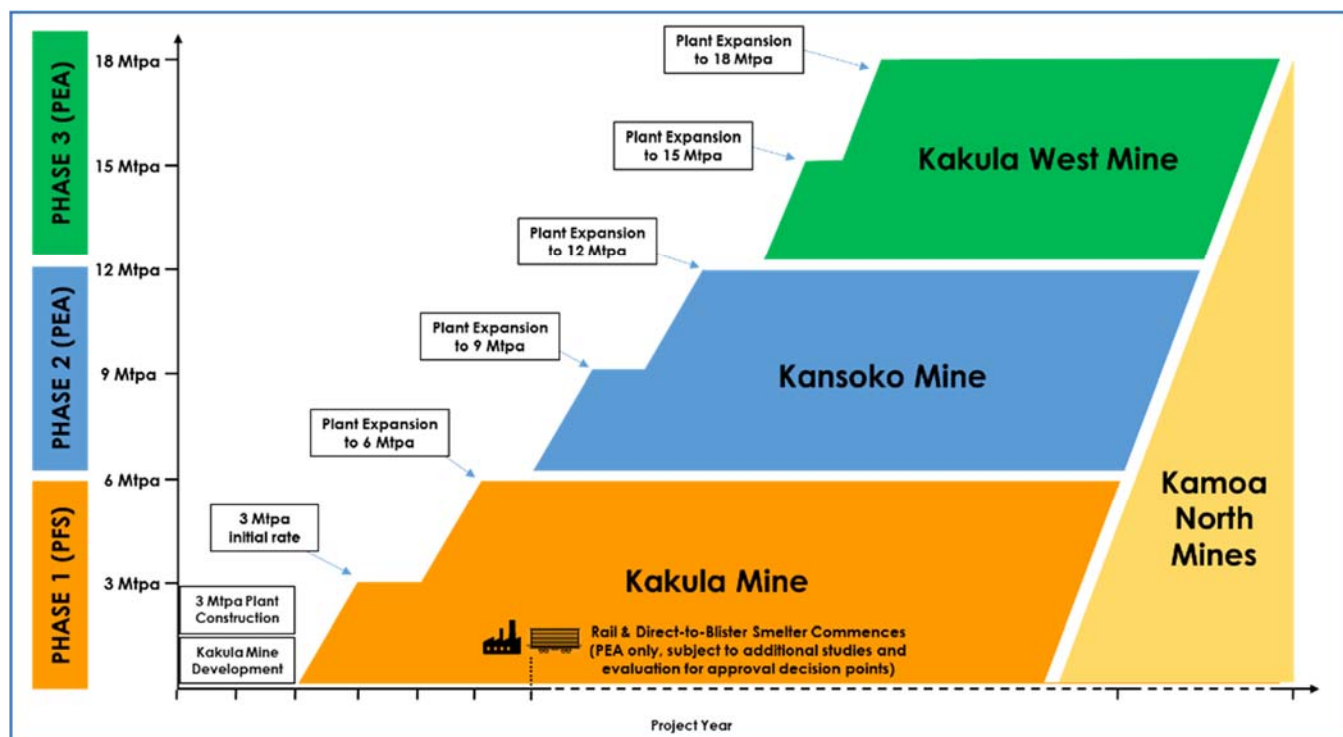 PHASE 3 (PEA)
PHASE 2 (PEA)
PHASE 1 (PFS)
18 Mtpa
15 Mtpa
12 Mtpa
9 Mtpa
6 Mtpa
3 Mtpa
Plant Expansion
to 18 Mtpa
Plant Expansion
to 15 Mtpa
Plant Expansion
to 12 Mtpa
Plant Expansion
to 9 Mtpa
Plant Expansion
to 6 Mtpa
3 Mtpa
initial rate
3 Mtpa Plant
Construction
Kakula Mine
Development
Kakula West Mine
Kansoko Mine
Kakula Mine
Kamoa
North
Mines
Rail & Direct-to-Blister Smelter Commences
(PEA only, subject to additional studies and
evaluation for approval decision points)
Project Year